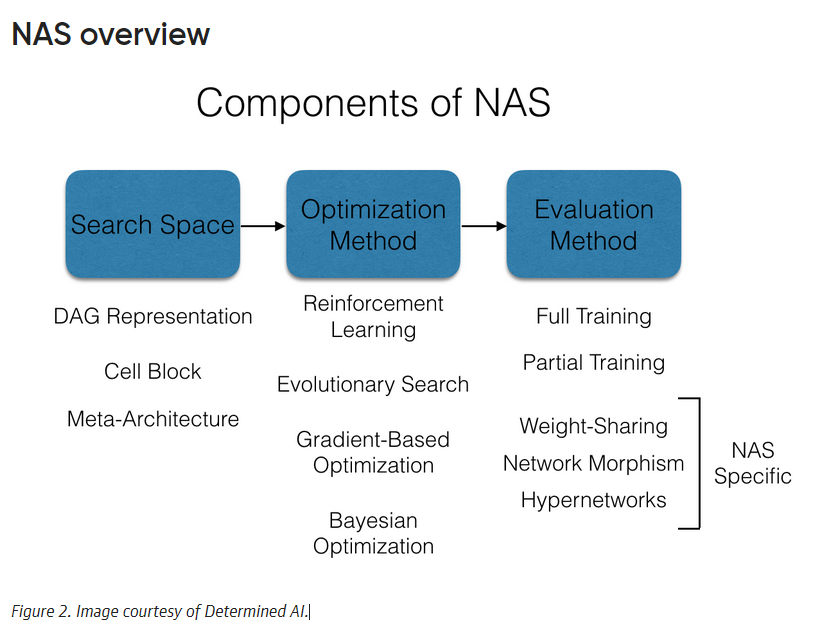 NAS overview
Components of NAS
Search Space
Optimization
Method
Evaluation
Method
DAG Representation
Cell Block
Meta-Architecture
Reinforcement
Learning
Evolutionary Search
Gradient-Based
Optimization
Bayesian
Optimization
Full Training
Partial Training
Weight-Sharing
Network Morphism
Hypernetworks
NAS
Specific
Figure 2. Image courtesy of Determined AI.